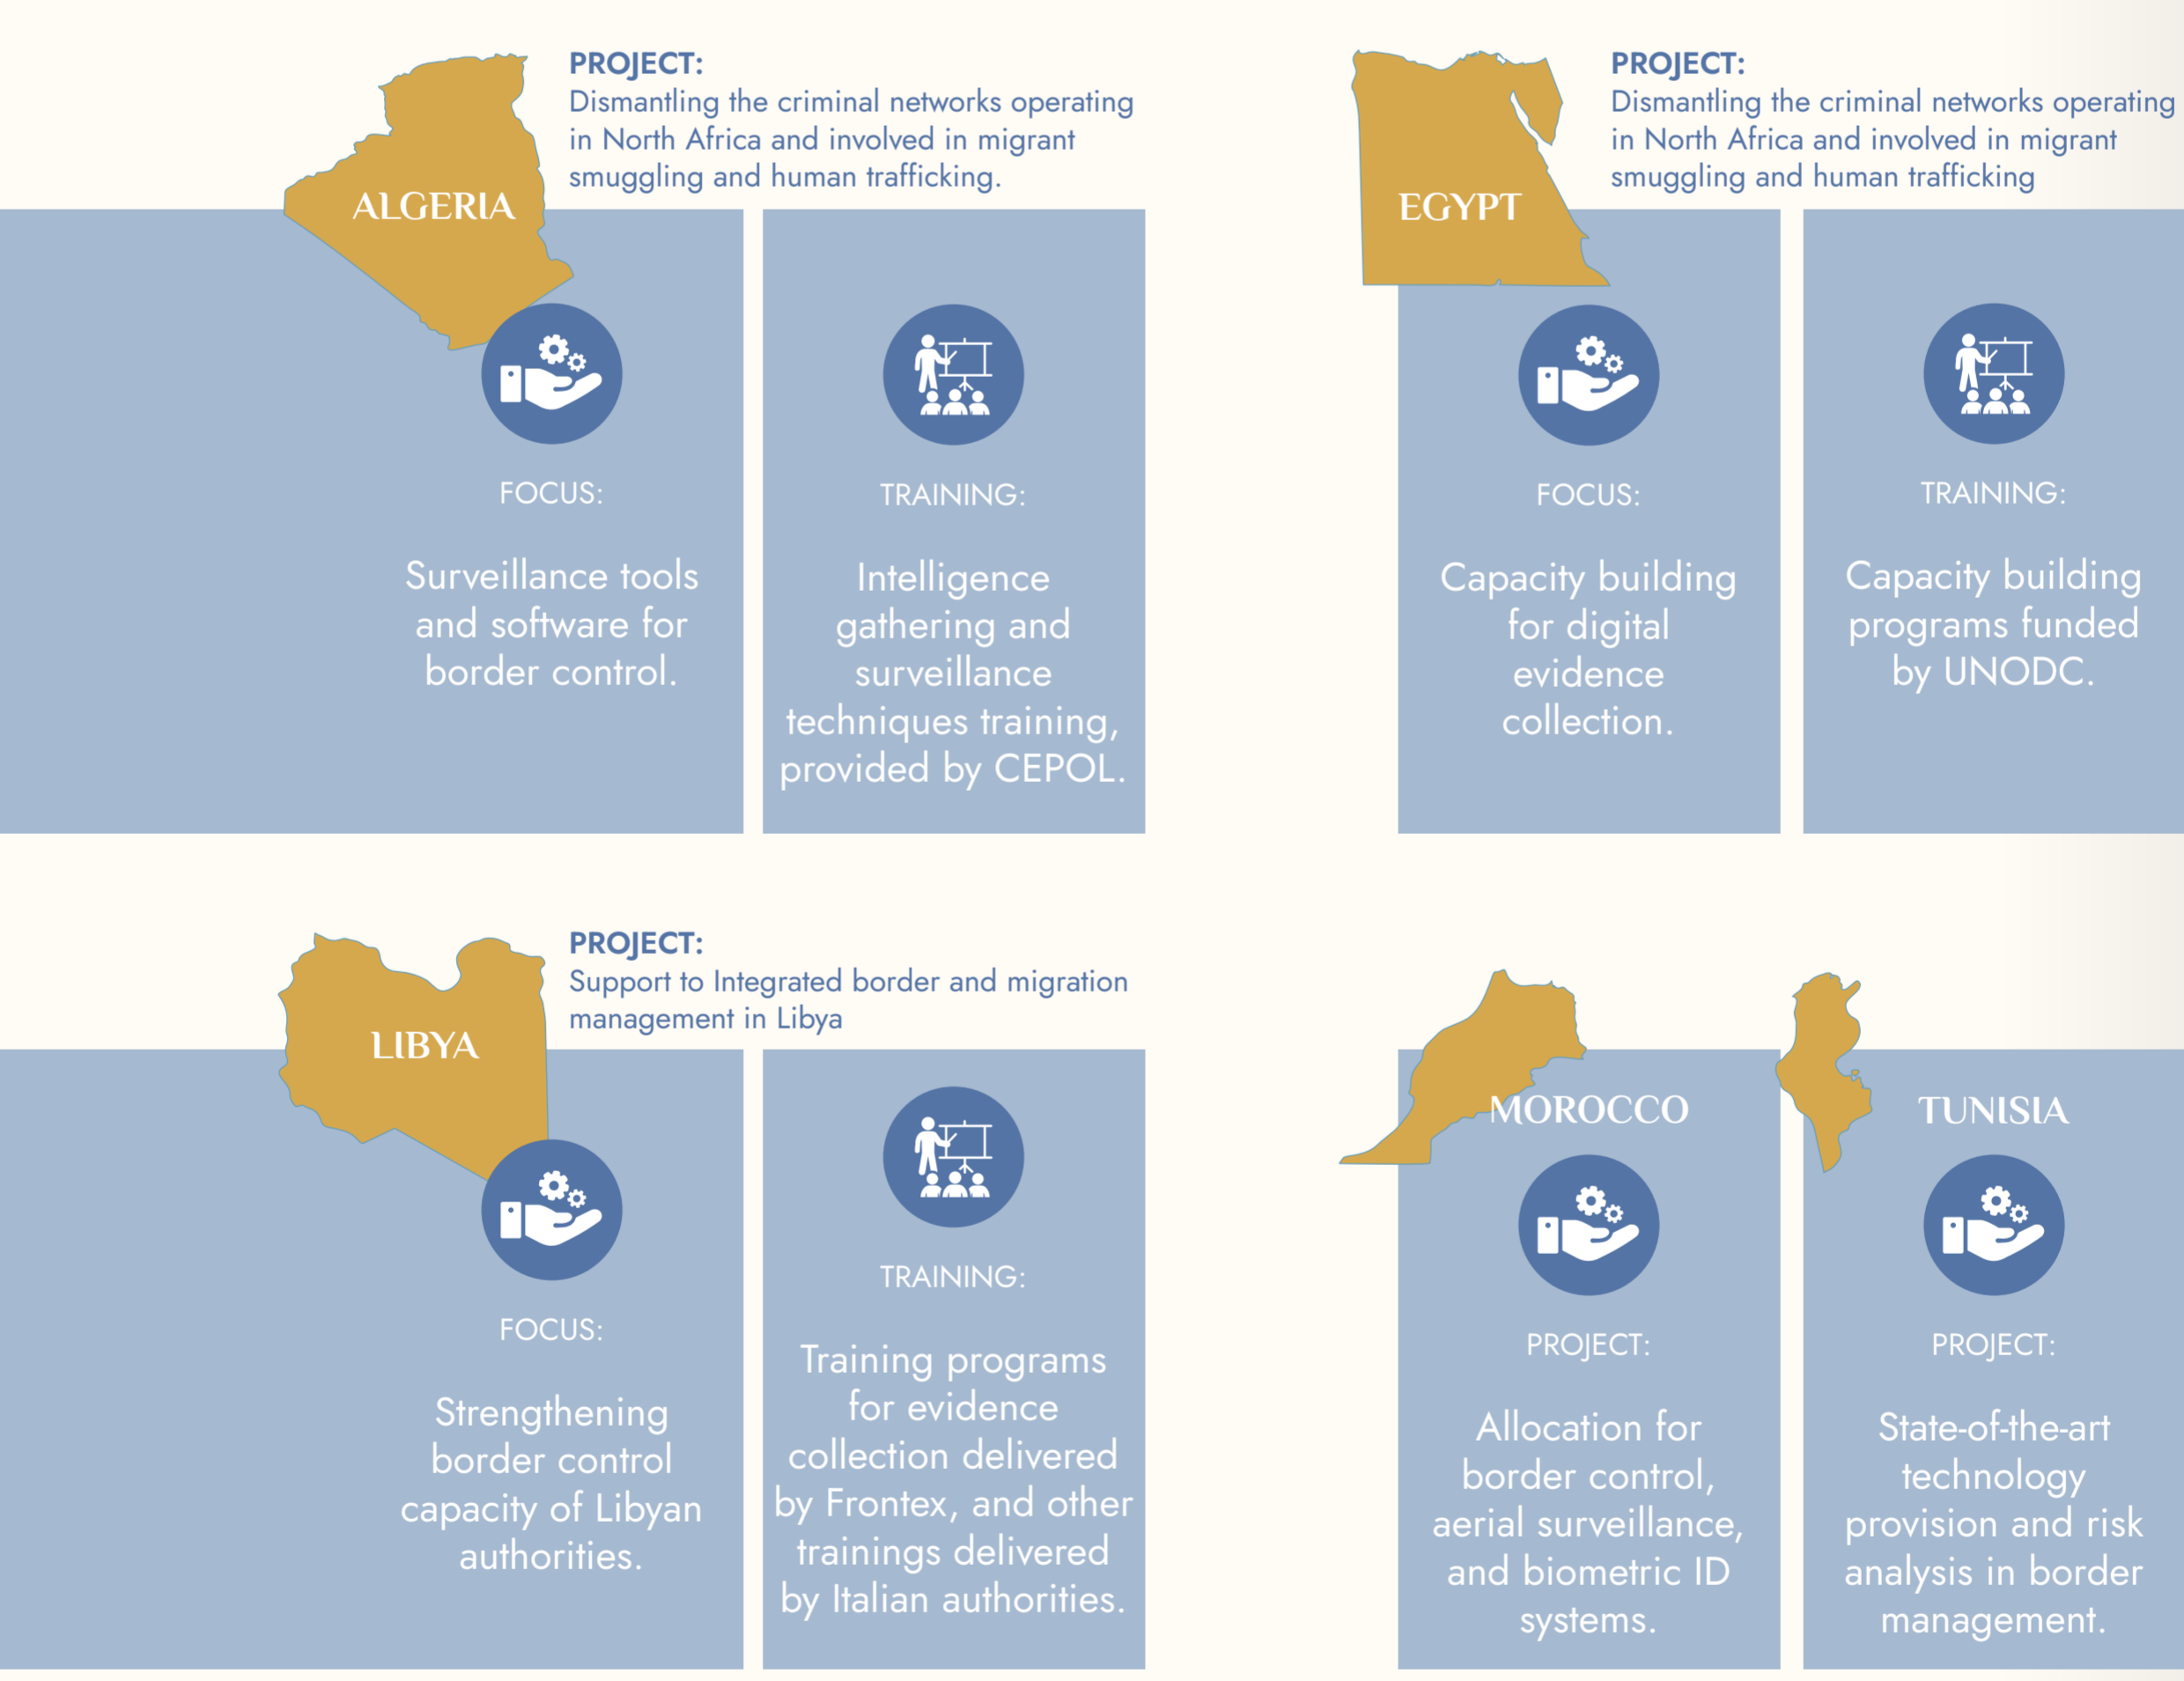 ALGERIA
PROJECT:
Dismantling the criminal networks operating
in North Africa and involved in migrant
smuggling and human trafficking.
FOCUS:
Surveillance tools
and software for
border control.
TRAINING:
Intelligence
gathering and
surveillance
techniques training,
provided by CEPOL.
EGYPT
PROJECT:
Dismantling the criminal networks operating
in North Africa and involved in migrant
smuggling and human trafficking
FOCUS:
Capacity building
for digital
evidence
collection.
TRAINING:
Capacity building
programs funded
by UNODC.
LIBYA
PROJECT:
Support to Integrated border and migration
management in Libya
FOCUS:
Strengthening
border control
capacity of Libyan
authorities.
TRAINING:
Training programs
for evidence
collection delivered
by Frontex, and other
trainings delivered
by Italian authorities.
MOROCCO
PROJECT:
Allocation for
border control,
aerial surveillance,
and biometric ID
systems.
TUNISIA
PROJECT:
State-of-the-art
technology
provision and risk
analysis in border
management.